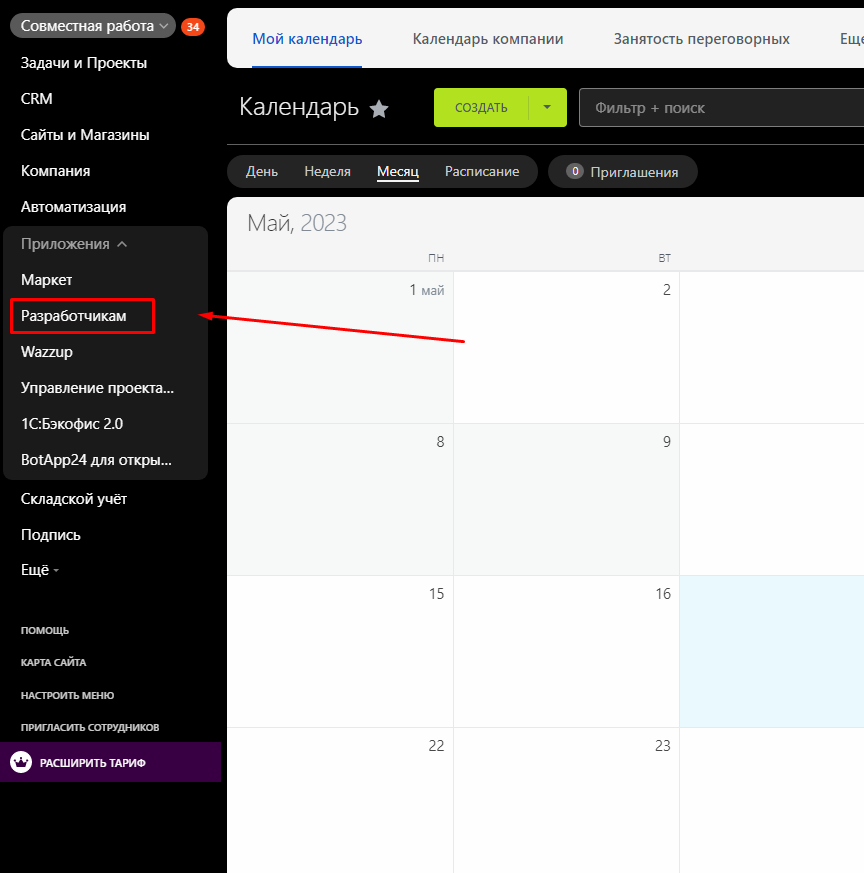 Совместная работа 34
Задачи и Проекты
CRM
Сайты и Магазины
Компания
Автоматизация
Приложения
Маркет
Разработчикам
Wazzup
Управление проекта...
1С:Бэкофис 2.0
BotApp24 для откры...
Складской учёт
Подпись
Ещё
ПОМОЩЬ
КАРТА САЙТА
НАСТРОИТЬ МЕНЮ
ПРИГЛАСИТЬ СОТРУДНИКОВ
РАСШИРИТЬ ТАРИФ
Мой календарь Календарь компании Занятость переговорных Еще
Календарь СОЗДАТЬ Фильтр + поиск
День Неделя Месяц Расписание 0 Приглашения
Май, 2023
ПН ВТ
1 май 2
8 9
15 16
22 23